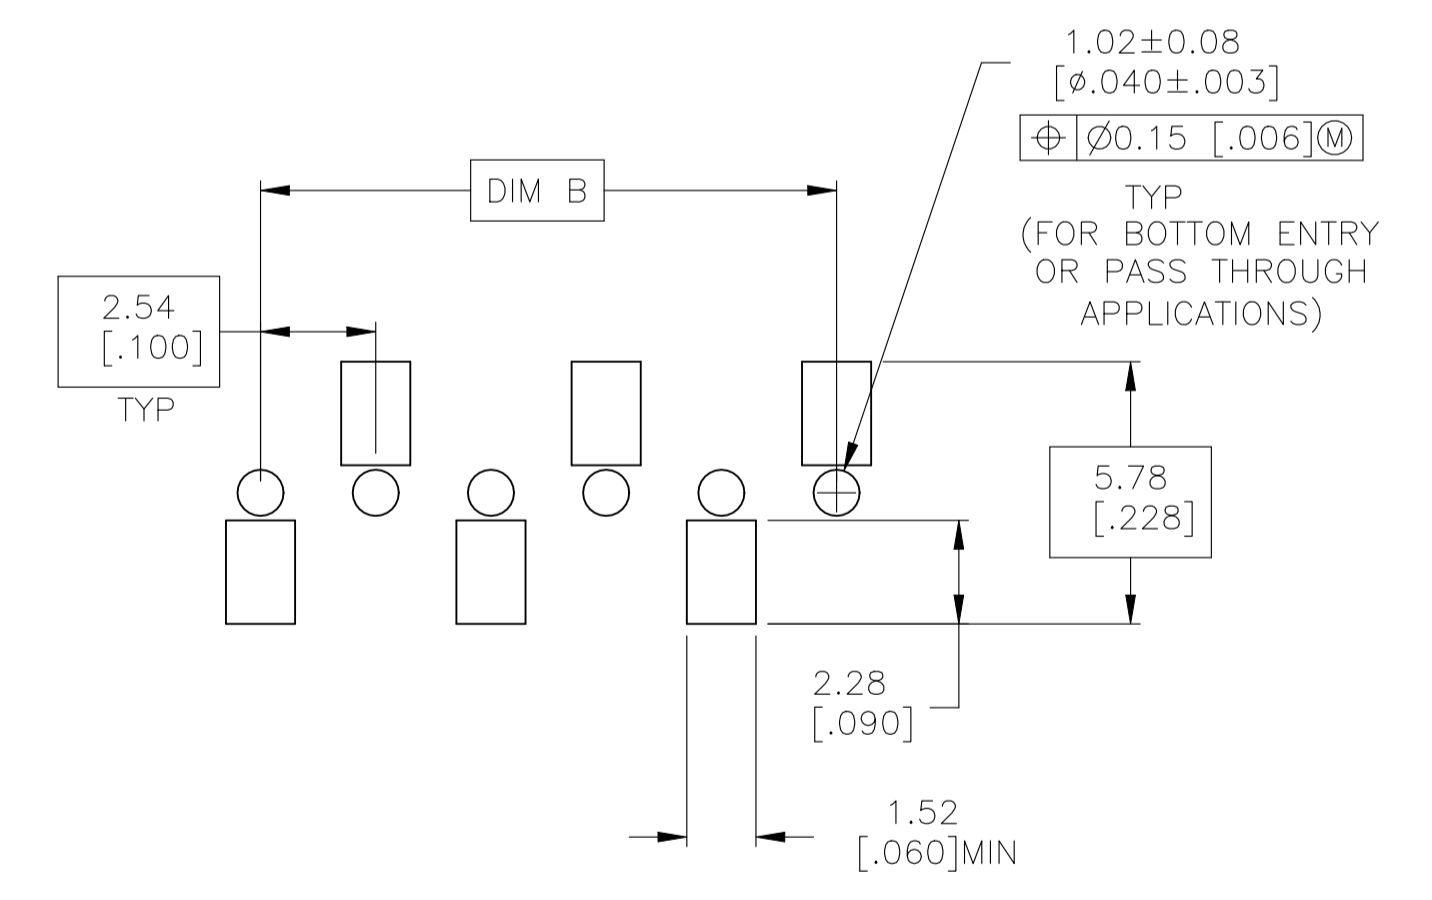 1.02±0.08
[⌀.040±.003]
⌖ ⌀0.15 [.006]Ⓜ
TYP
(FOR BOTTOM ENTRY
OR PASS THROUGH
APPLICATIONS)
DIM B
2.54
[.100]
TYP
5.78
[.228]
2.28
[.090]
1.52
[.060]MIN